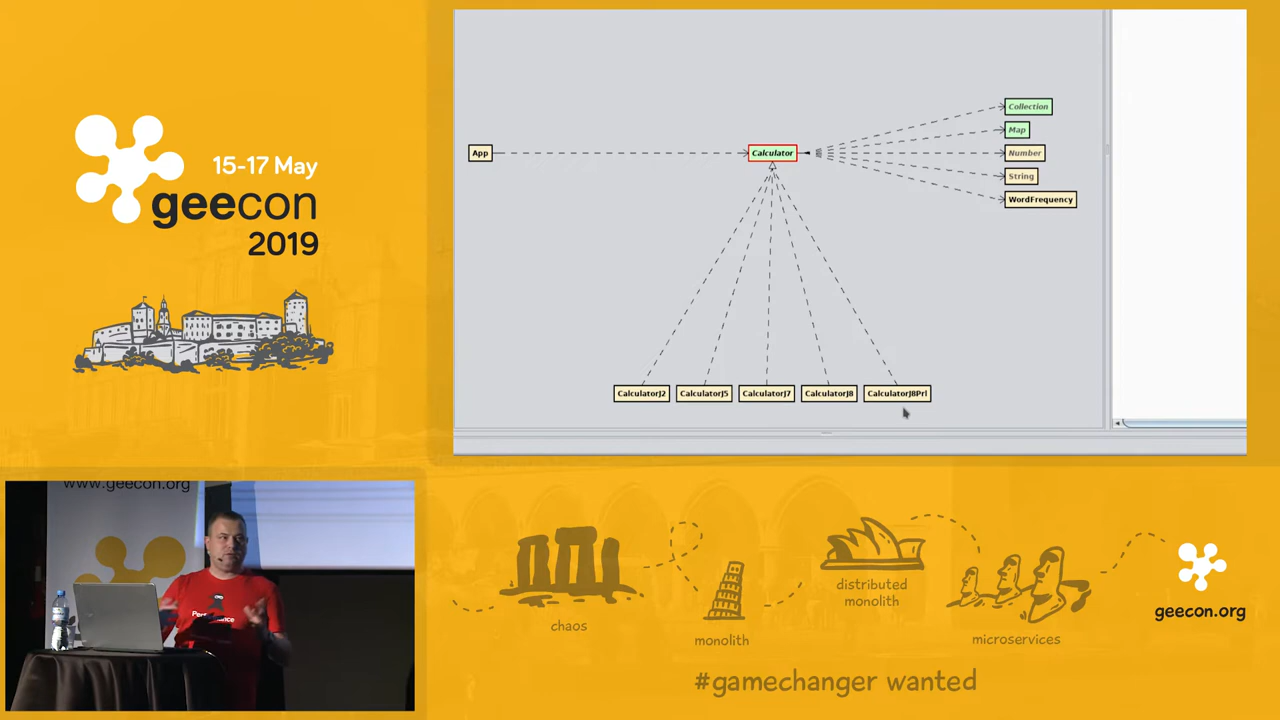 15-17 May
geecon
2019
App
Calculator
Collection
Map
Number
String
WordFrequency
CalculatorJ2
CalculatorJ5
CalculatorJ7
CalculatorJ8
CalculatorJ8Prl
www.geecon.org
chaos
monolith
distributed
monolith
microservices
geecon.org
#gamechanger wanted